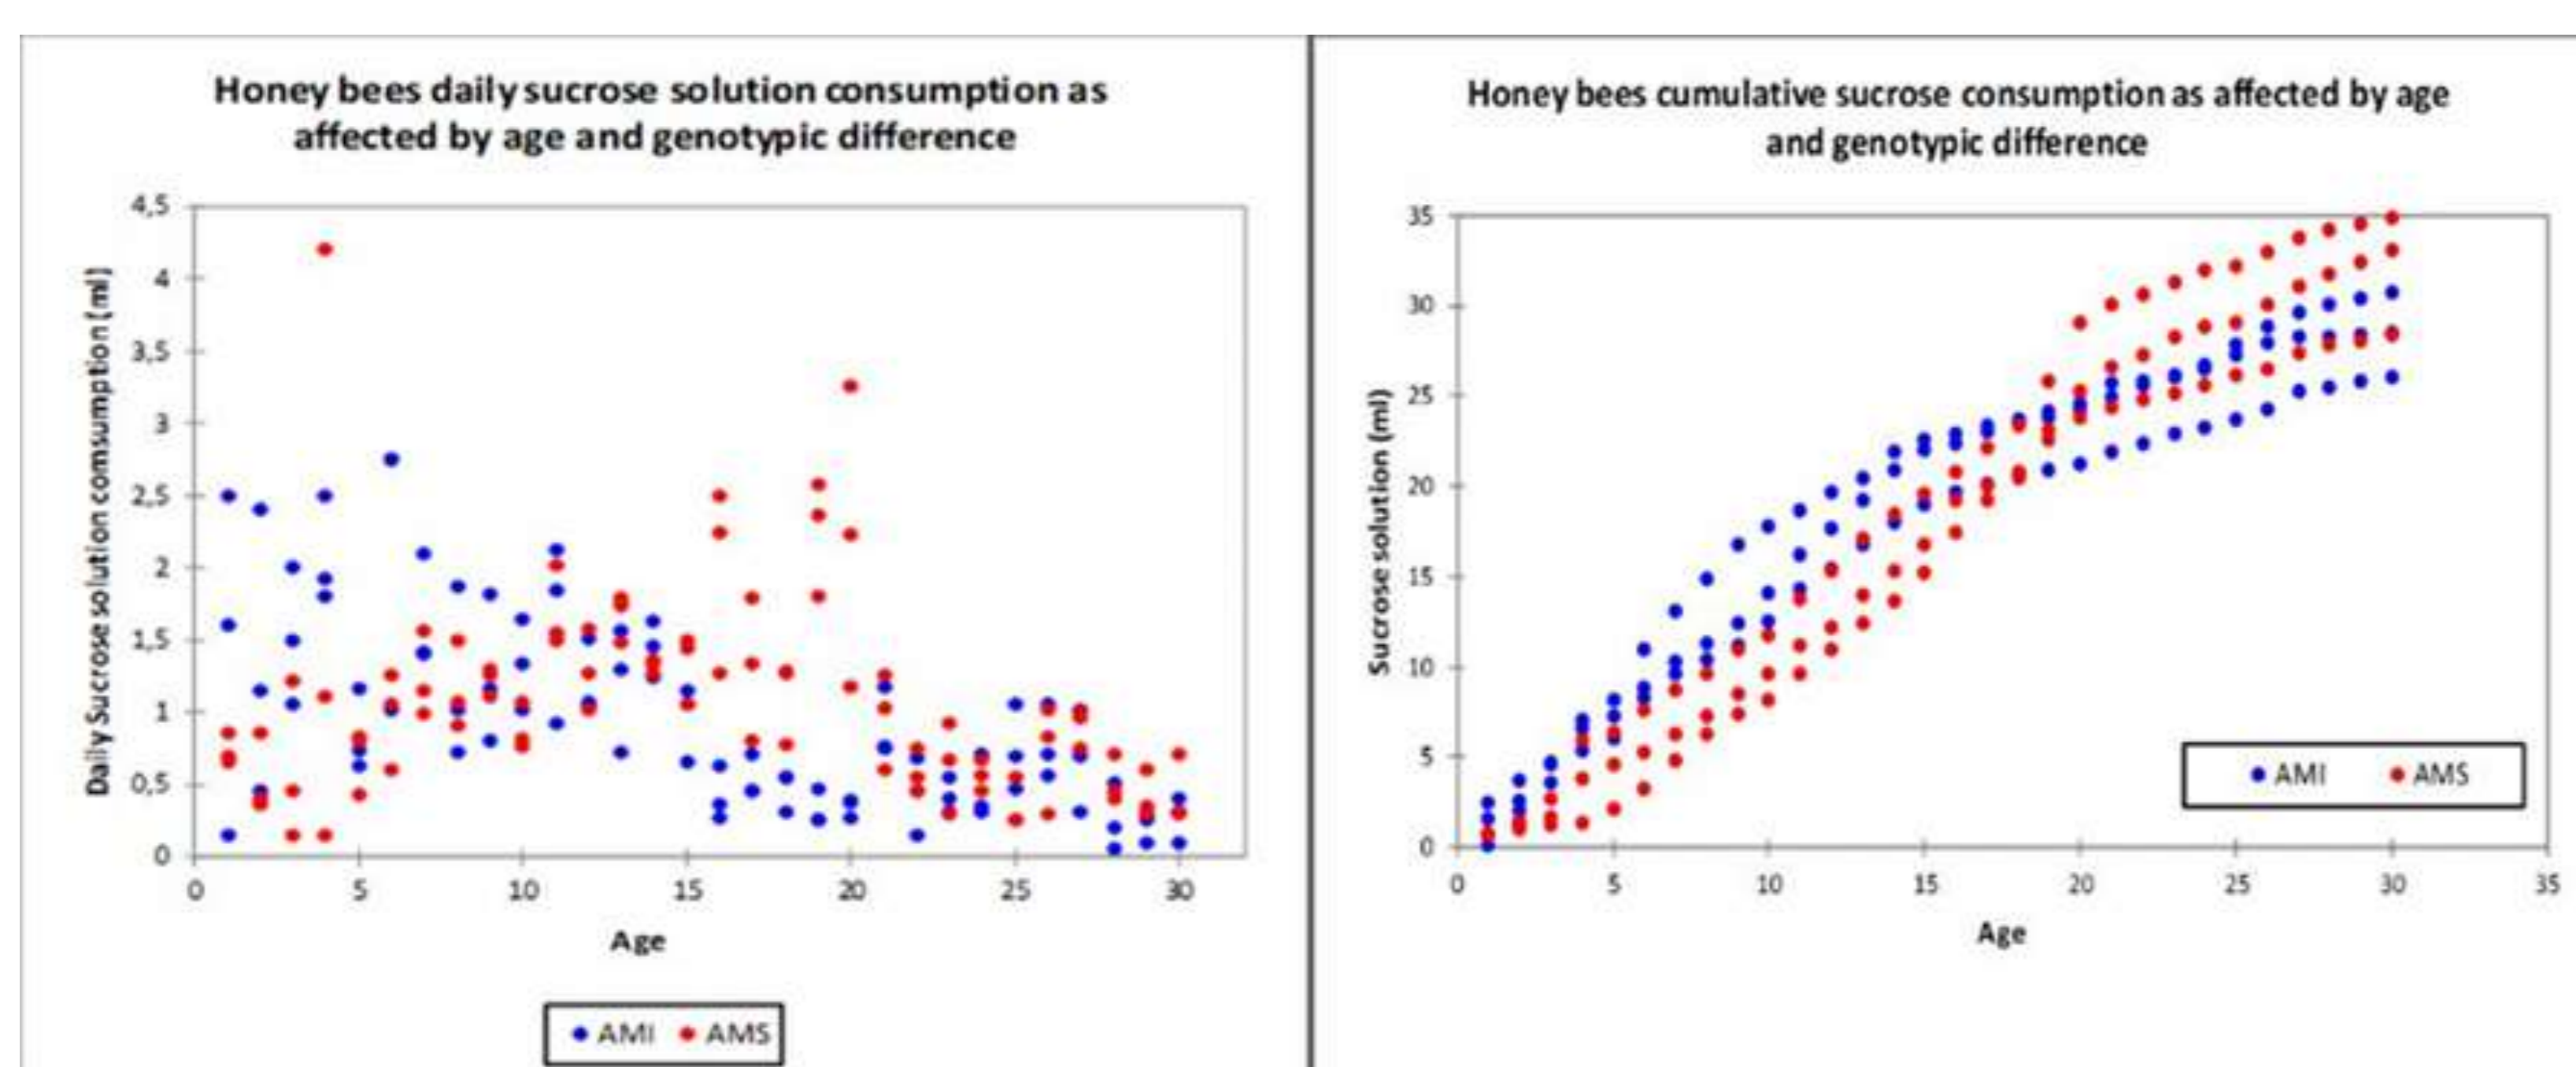 Honey bees daily sucrose solution consumption as
affected by age and genotypic difference
Daily Sucrose solution comsumption (ml)
4,5
4
3,5
3
2,5
2
1,5
1
0,5
0
0 5 10 15 20 25 30
Age
AMI AMS
Honey bees cumulative sucrose consumption as affected by age
and genotypic difference
Sucrose solution (ml)
35
30
25
20
15
10
5
0
0 5 10 15 20 25 30 35
Age
AMI AMS